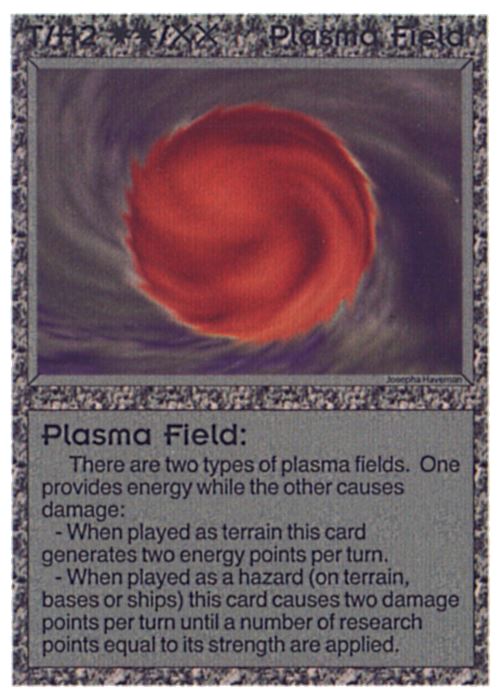 T/H2 **/XX Plasma Field
Josepha Haveman
Plasma Field:
There are two types of plasma fields. One
provides energy while the other causes
damage:
- When played as terrain this card
generates two energy points per turn.
- When played as a hazard (on terrain,
bases or ships) this card causes two damage
points per turn until a number of research
points equal to its strength are applied.